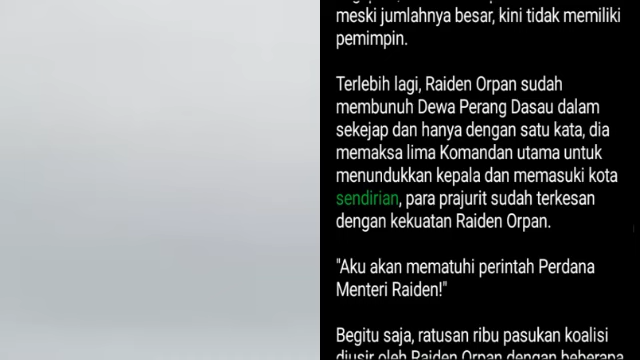 meski jumlahnya besar, kini tidak memiliki
pemimpin.
Terlebih lagi, Raiden Orpan sudah
membunuh Dewa Perang Dasau dalam
sekejap dan hanya dengan satu kata, dia
memaksa lima Komandan utama untuk
menundukkan kepala dan memasuki kota
sendirian, para prajurit sudah terkesan
dengan kekuatan Raiden Orpan.
"Aku akan mematuhi perintah Perdana
Menteri Raiden!"
Begitu saja, ratusan ribu pasukan koalisi
diusir oleh Raiden Orpan dengan beberapa